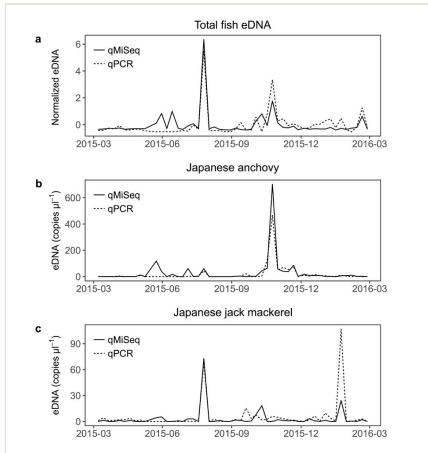 Total fish eDNA
a
qMiSeq
qPCR
Normalized eDNA
6
4
2
0
2015-03 2015-06 2015-09 2015-12 2016-03
Japanese anchovy
b
qMiSeq
qPCR
eDNA (copies µl⁻¹)
600
400
200
0
2015-03 2015-06 2015-09 2015-12 2016-03
Japanese jack mackerel
c
qMiSeq
qPCR
eDNA (copies µl⁻¹)
90
60
30
0
2015-03 2015-06 2015-09 2015-12 2016-03